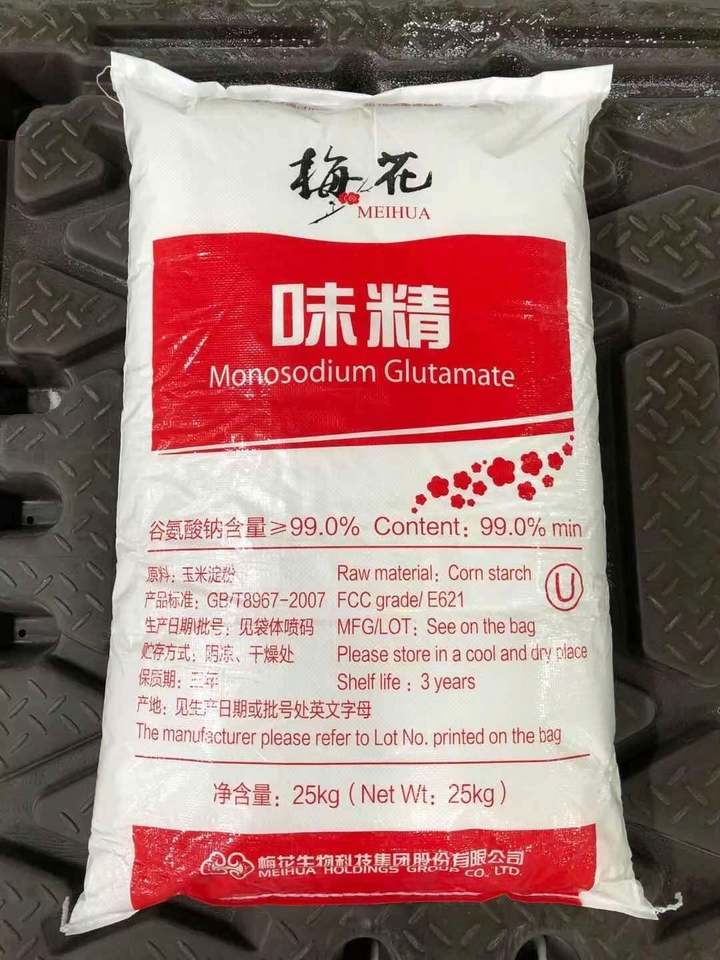 梅花
MEIHUA
味精
Monosodium Glutamate
谷氨酸钠含量≥99.0% Content: 99.0% min
原料：玉米淀粉 Raw material: Corn starch
产品标准：GB/T8967-2007 FCC grade/ E621
U
生产日期\批号：见袋体喷码 MFG/LOT: See on the bag
贮存方式：阴凉、干燥处 Please store in a cool and dry place
保质期：三年 Shelf life : 3 years
产地：见生产日期或批号处英文字母
The manufacturer please refer to Lot No. printed on the bag
净含量：25kg ( Net Wt: 25kg )
梅花生物科技集团股份有限公司
MEIHUA HOLDINGS GROUP CO. LTD.